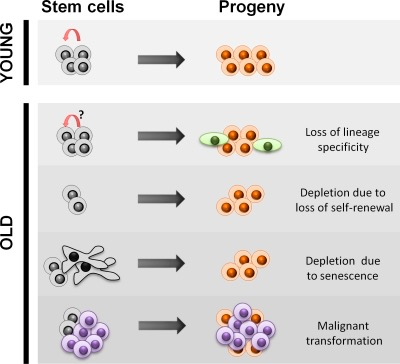 Stem cells Progeny
YOUNG
OLD
?
Loss of lineage
specificity
Depletion due to
loss of self-renewal
Depletion due
to senescence
Malignant
transformation